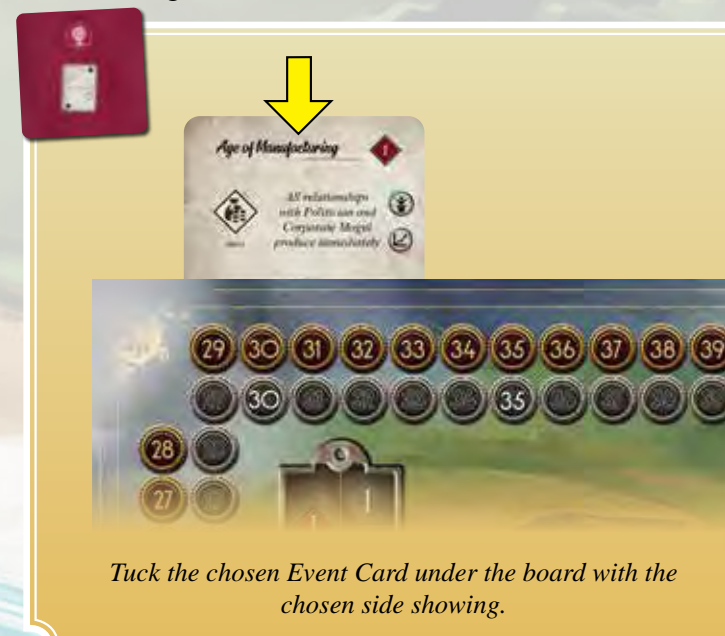 Age of Manufacturing
1
All relationships
with Politician and
Corporate Mogul
produce immediately
29 30 31 32 33 34 35 36 37 38 39
30 35
28
27
1 1
Tuck the chosen Event Card under the board with the
chosen side showing.